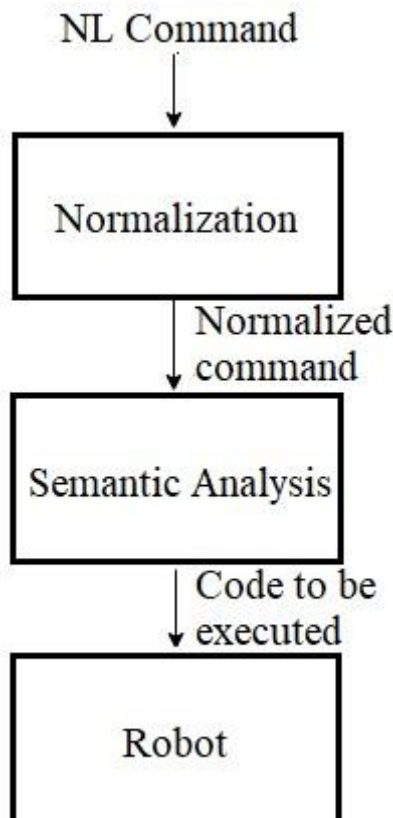 NL Command
Normalization
Normalized
command
Semantic Analysis
Code to be
executed
Robot